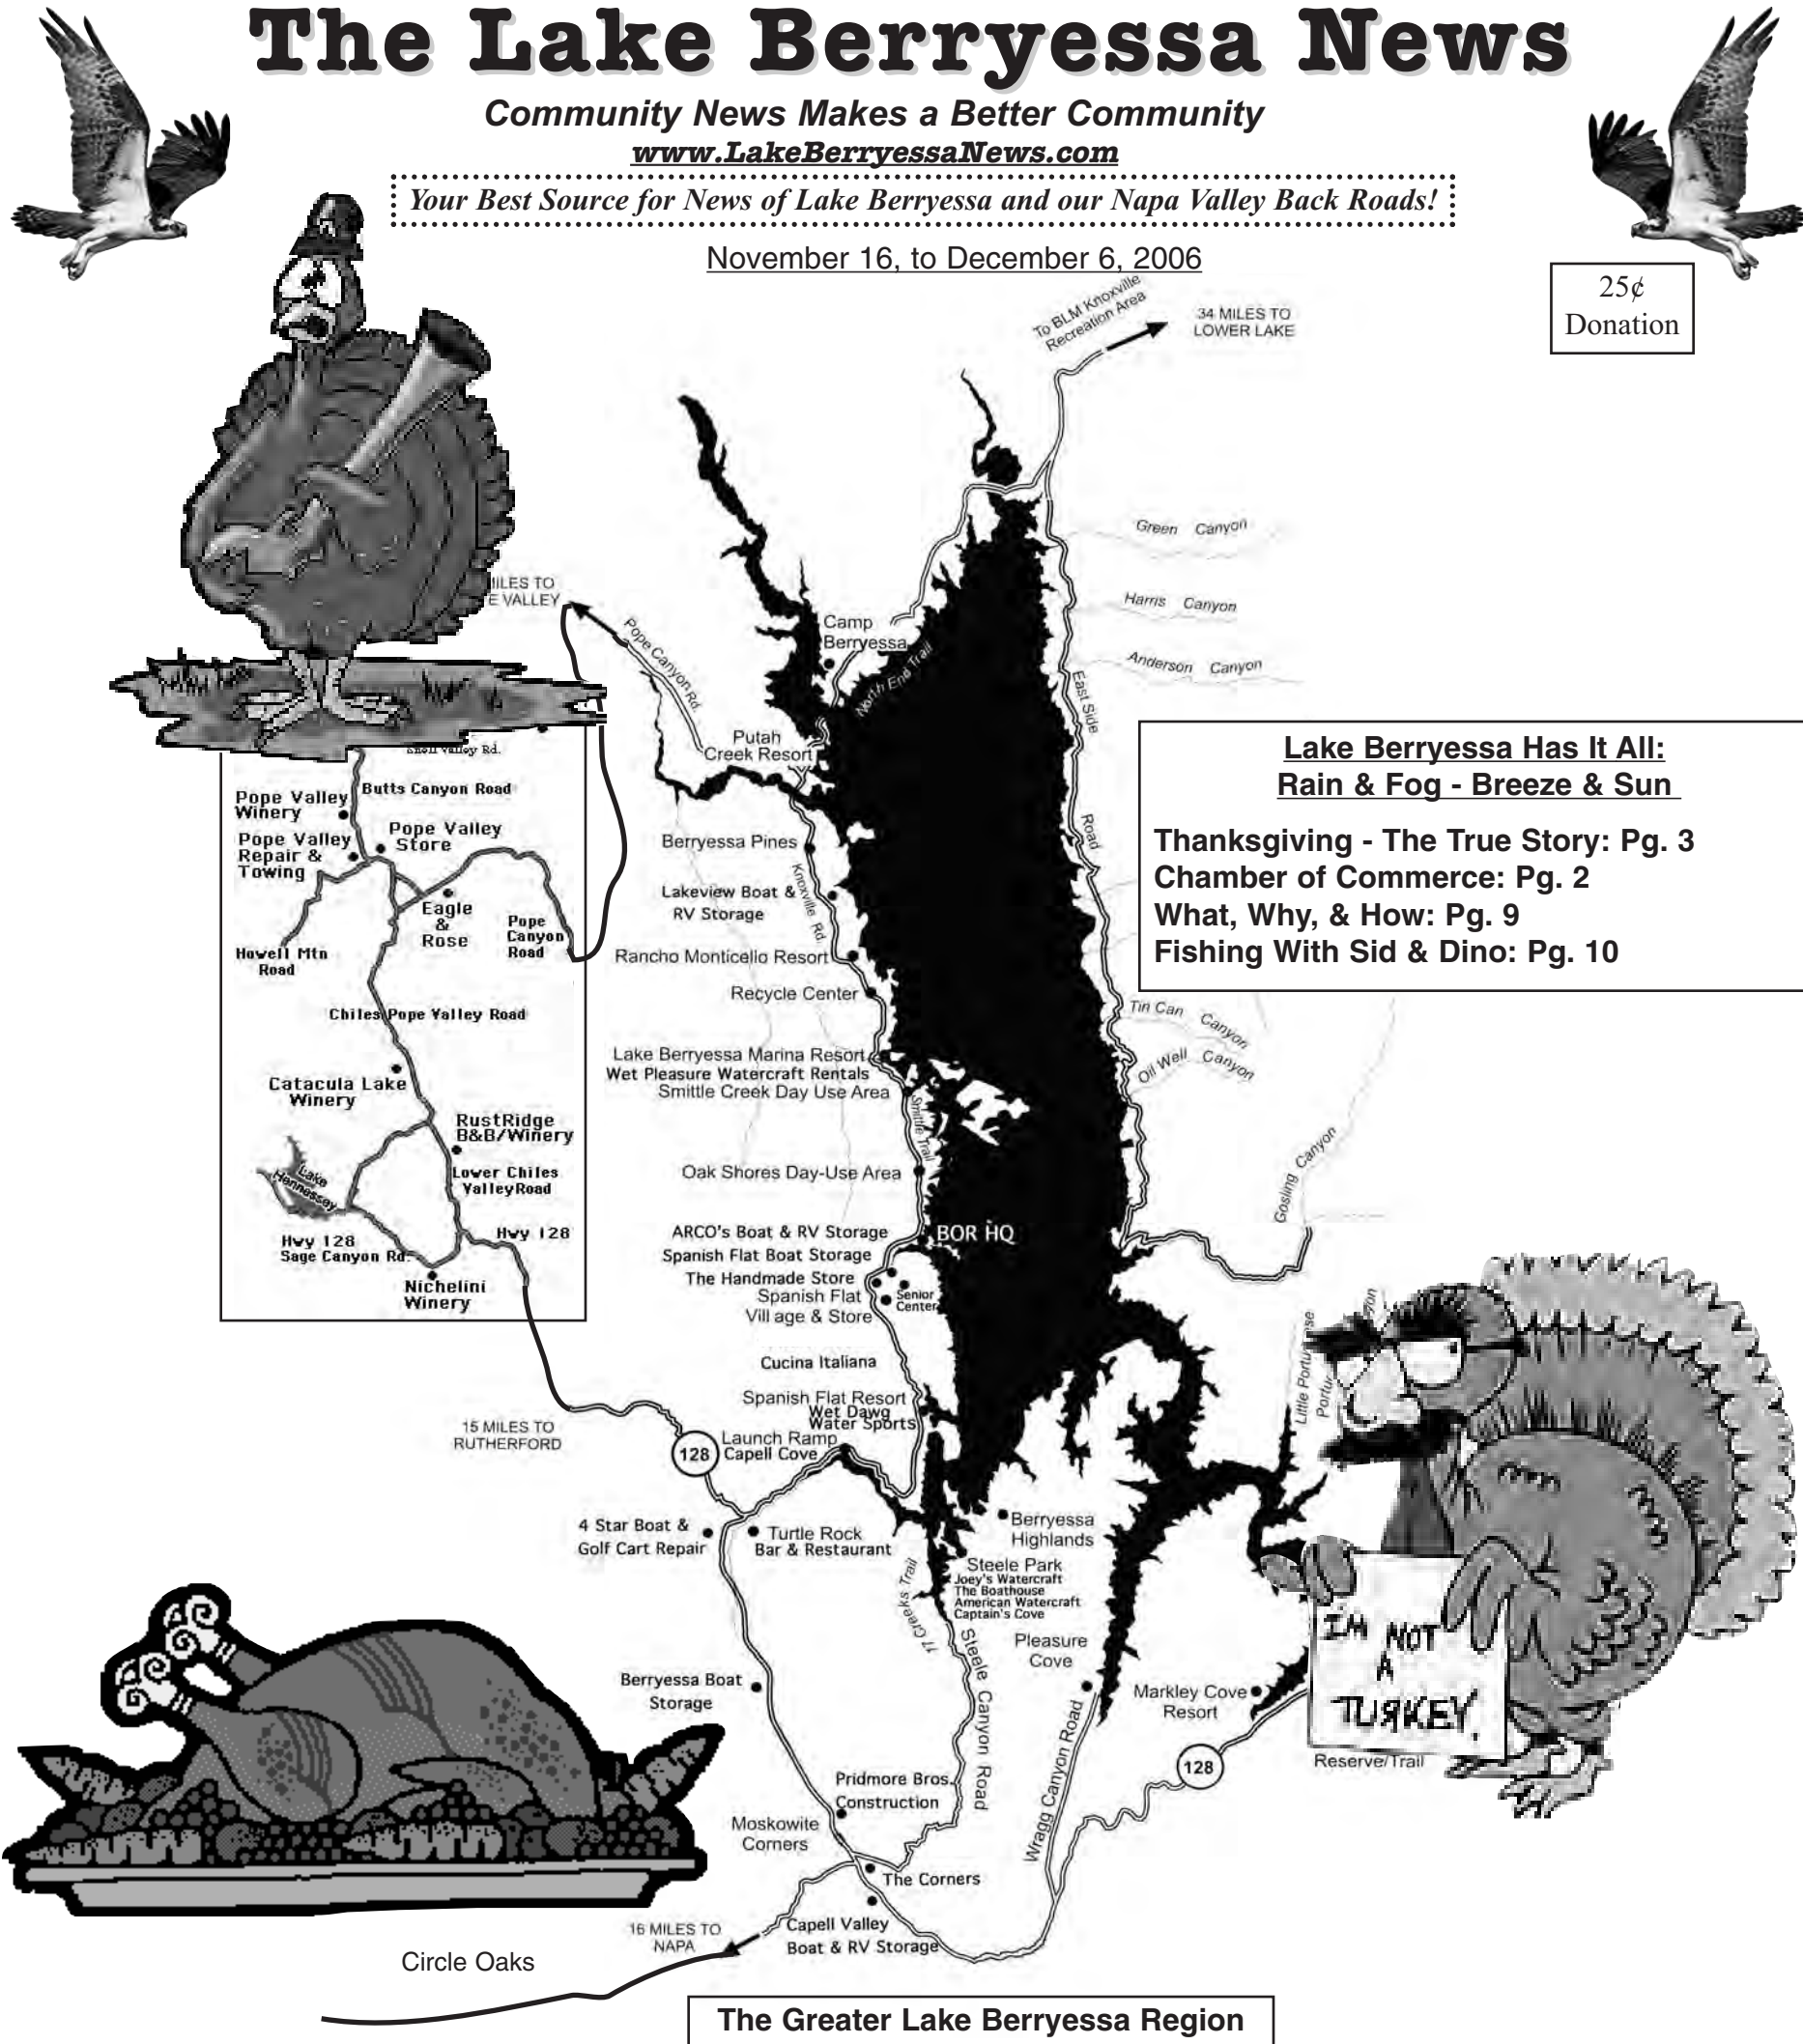 The Lake Berryessa News
Community News Makes a Better Community
www.LakeBerryessaNews.com
Your Best Source for News of Lake Berryessa and our Napa Valley Back Roads!
November 16, to December 6, 2006
25¢
Donation
To BLM Knoxville
Recreation Area
34 MILES TO
LOWER LAKE
Green Canyon
Harris Canyon
Anderson Canyon
MILES TO
E VALLEY
Pope Canyon Rd.
Camp
Berryessa
North End Trail
East Side
Road
Putah
Creek Resort
Lake Berryessa Has It All:
Rain & Fog - Breeze & Sun
Thanksgiving - The True Story: Pg. 3
Chamber of Commerce: Pg. 2
What, Why, & How: Pg. 9
Fishing With Sid & Dino: Pg. 10
Valley Rd.
Butts Canyon Road
Pope Valley
Winery
Pope Valley
Store
Pope Valley
Repair &
Towing
Eagle
&
Rose
Pope
Canyon
Road
Howell Mtn
Road
Chiles Pope Valley Road
Catacula Lake
Winery
RustRidge
B&B/Winery
Lower Chiles
Valley Road
Lake
Hennessey
Hwy 128
Sage Canyon Rd.
Hwy 128
Nichelini
Winery
Berryessa Pines
Knoxville Rd.
Lakeview Boat &
RV Storage
Rancho Monticello Resort
Recycle Center
Lake Berryessa Marina Resort
Wet Pleasure Watercraft Rentals
Smittle Creek Day Use Area
Smittle Trail
Oak Shores Day-Use Area
Tin Can Canyon
Oil Well Canyon
Gosling Canyon
ARCO's Boat & RV Storage
BOR HQ
Spanish Flat Boat Storage
The Handmade Store
Spanish Flat
Village & Store
Senior
Center
Cucina Italiana
Spanish Flat Resort
Wet Dawg
Water Sports
Launch Ramp
Capell Cove
15 MILES TO
RUTHERFORD
128
4 Star Boat &
Golf Cart Repair
Turtle Rock
Bar & Restaurant
Berryessa
Highlands
Steele Park
Joey's Watercraft
The Boathouse
American Watercraft
Captain's Cove
Creeks Trail
Steele Canyon Road
Pleasure
Cove
Berryessa Boat
Storage
Markley Cove
Resort
Wragg Canyon Road
128
Little
I'M NOT
A
TURKEY.
Reserve/Trail
Pridmore Bros.
Construction
Moskowite
Corners
The Corners
Capell Valley
Boat & RV Storage
16 MILES TO
NAPA
Circle Oaks
The Greater Lake Berryessa Region